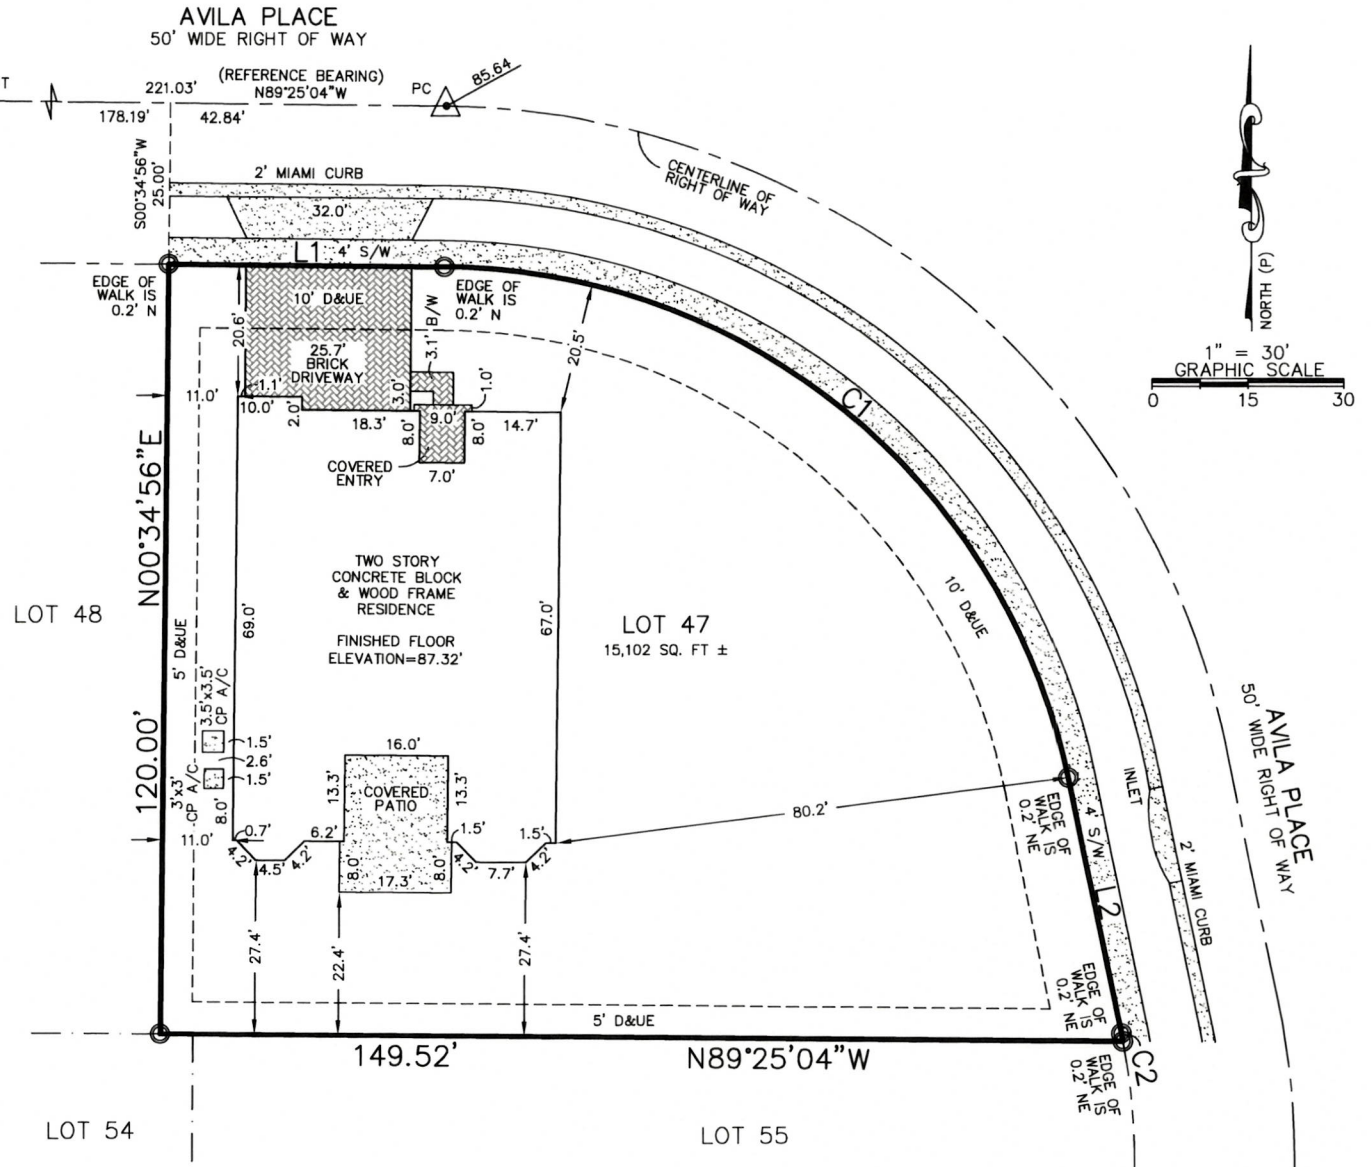 AVILA PLACE
50' WIDE RIGHT OF WAY
(REFERENCE BEARING)
N89°25'04"W
221.03'
178.19'
42.84'
T
PC
85.64
S00°34'56"W
25.00'
2' MIAMI CURB
CENTERLINE OF
RIGHT OF WAY
NORTH (P)
1" = 30'
GRAPHIC SCALE
0 15 30
32.0'
L1
4' S/W
EDGE OF
WALK IS
0.2' N
10' D&UE
EDGE OF
WALK IS
0.2' N
20.6'
25.7'
BRICK
DRIVEWAY
3.1' B/W
20.5'
C1
11.0'
1.1'
10.0'
2.0'
18.3'
3.0'
1.0'
9.0'
8.0'
8.0'
14.7'
7.0'
COVERED
ENTRY
N00°34'56"E
120.00'
TWO STORY
CONCRETE BLOCK
& WOOD FRAME
RESIDENCE
FINISHED FLOOR
ELEVATION=87.32'
69.0'
67.0'
LOT 48
LOT 47
15,102 SQ. FT ±
10' D&UE
5' D&UE
3.5'x3.5'
CP A/C
1.5'
2.6'
1.5'
3'x3'
CP A/C
8.0'
11.0'
0.7'
4.2'
4.5'
4.2'
6.2'
16.0'
13.3'
13.3'
COVERED
PATIO
8.0'
8.0'
17.3'
1.5'
4.2'
7.7'
4.2'
1.5'
80.2'
27.4'
22.4'
27.4'
EDGE OF
WALK IS
0.2' NE
4' S/W
L2
INLET
2' MIAMI CURB
AVILA PLACE
50' WIDE RIGHT OF WAY
EDGE OF
WALK IS
0.2' NE
5' D&UE
149.52'
N89°25'04"W
C2
EDGE OF
WALK IS
0.2' NE
LOT 54
LOT 55